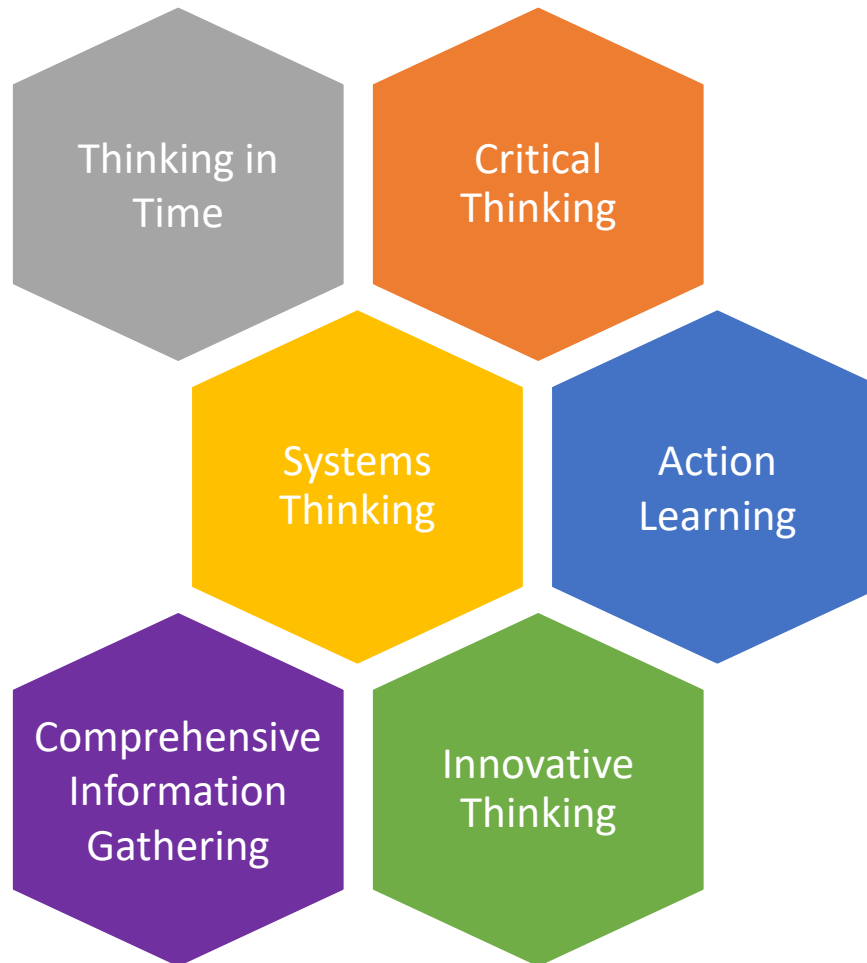 Thinking in
Time
Critical
Thinking
Systems
Thinking
Action
Learning
Comprehensive
Information
Gathering
Innovative
Thinking